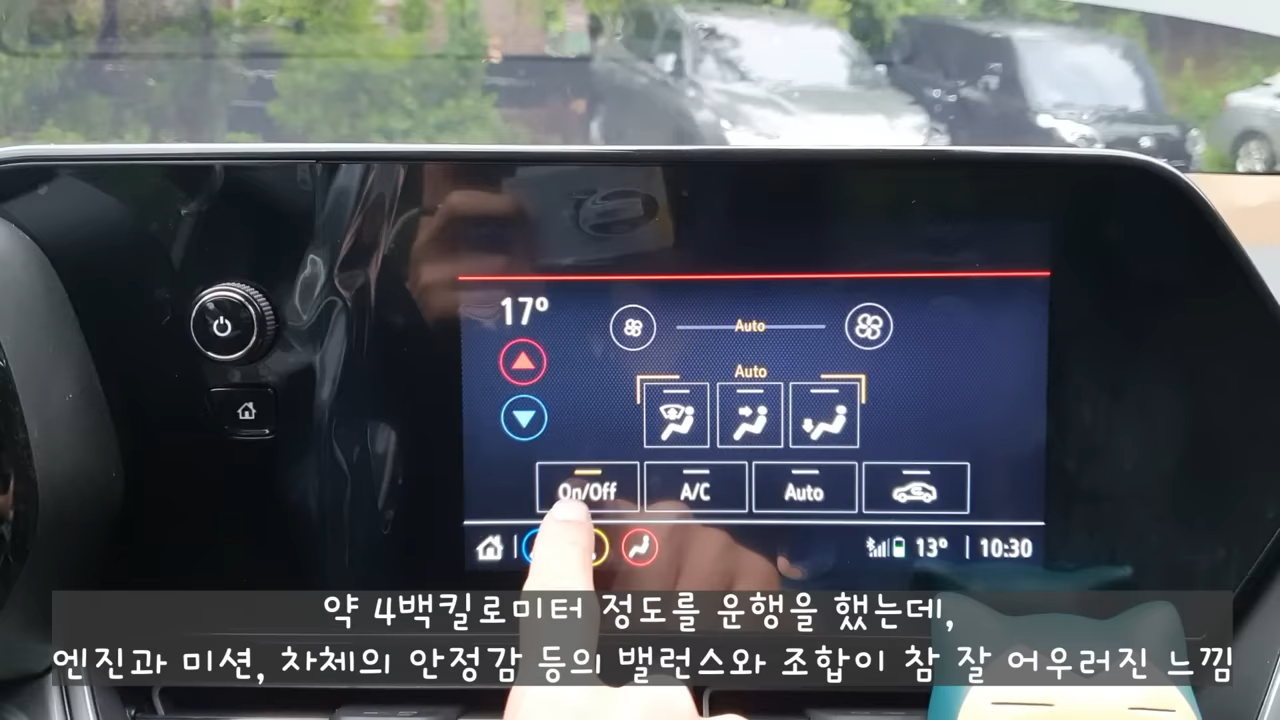 17º
Auto
Auto
On/Off
A/C
Auto
13º
10:30
약 4백킬로미터 정도를 운행을 했는데,
엔진과 미션, 차체의 안정감 등의 밸런스와 조합이 참 잘 어우러진 느낌